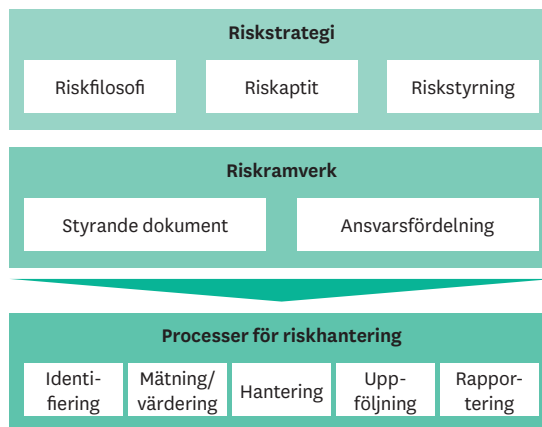 Riskstrategi
Riskfilosofi
Riskaptit
Riskstyrning
Riskramverk
Styrande dokument
Ansvarsfördelning
Processer för riskhantering
Identi-
fiering
Mätning/
värdering
Hantering
Upp-
följning
Rappor-
tering